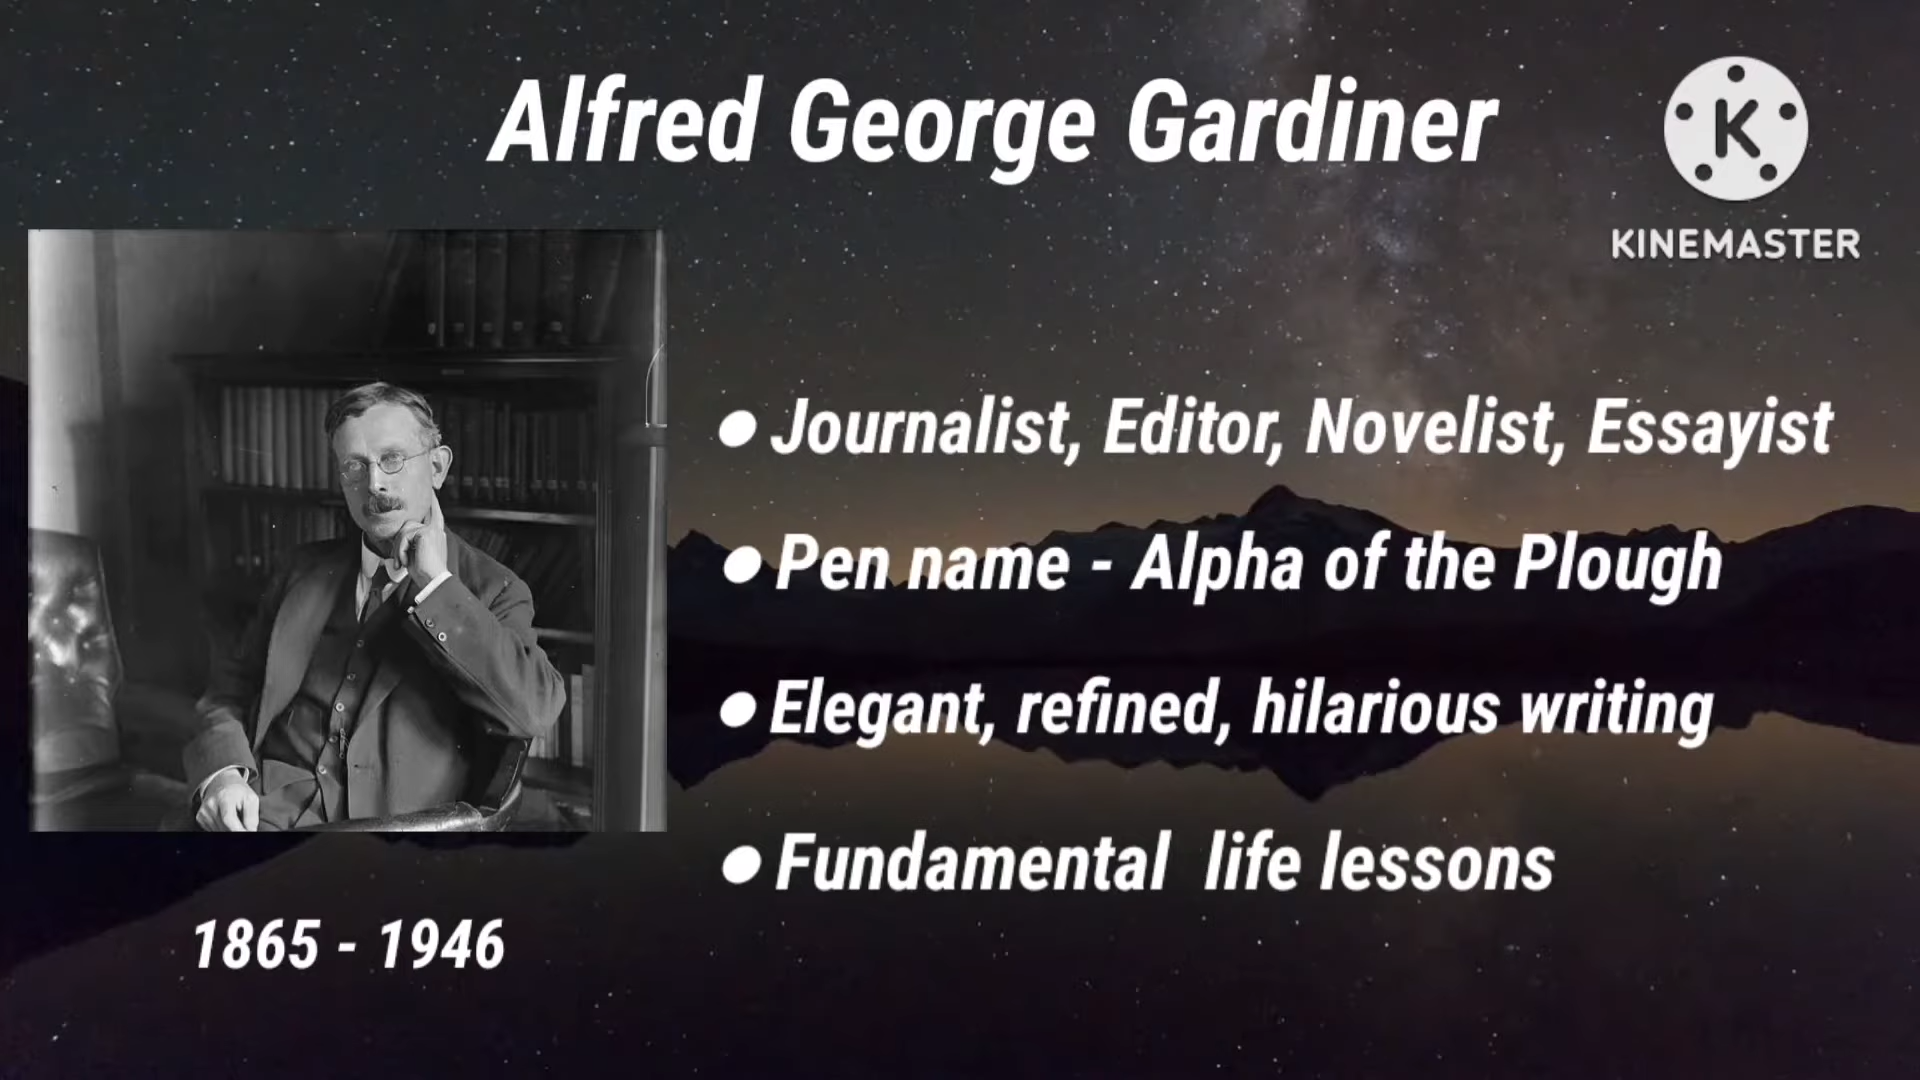 Alfred George Gardiner
K
KINEMASTER
● Journalist, Editor, Novelist, Essayist
● Pen name - Alpha of the Plough
● Elegant, refined, hilarious writing
● Fundamental life lessons
1865 - 1946